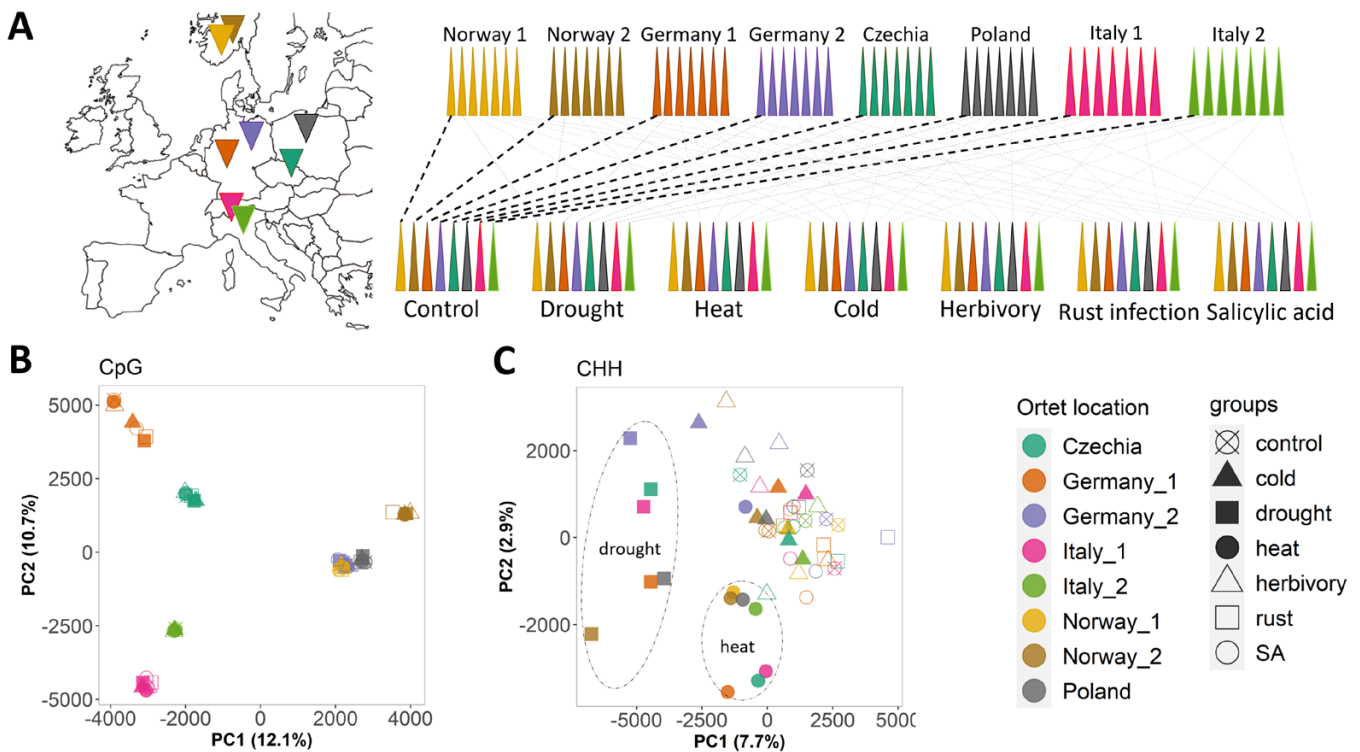 A
Norway 1 Norway 2 Germany 1 Germany 2 Czechia Poland Italy 1 Italy 2
Control Drought Heat Cold Herbivory Rust infection Salicylic acid
B
CpG
5000
2500
0
-2500
-5000
PC2 (10.7%)
-4000 -2000 0 2000 4000
PC1 (12.1%)
C
CHH
2000
0
-2000
PC2 (2.9%)
drought
heat
-5000 -2500 0 2500 5000
PC1 (7.7%)
Ortet location
Czechia
Germany_1
Germany_2
Italy_1
Italy_2
Norway_1
Norway_2
Poland
groups
control
cold
drought
heat
herbivory
rust
SA